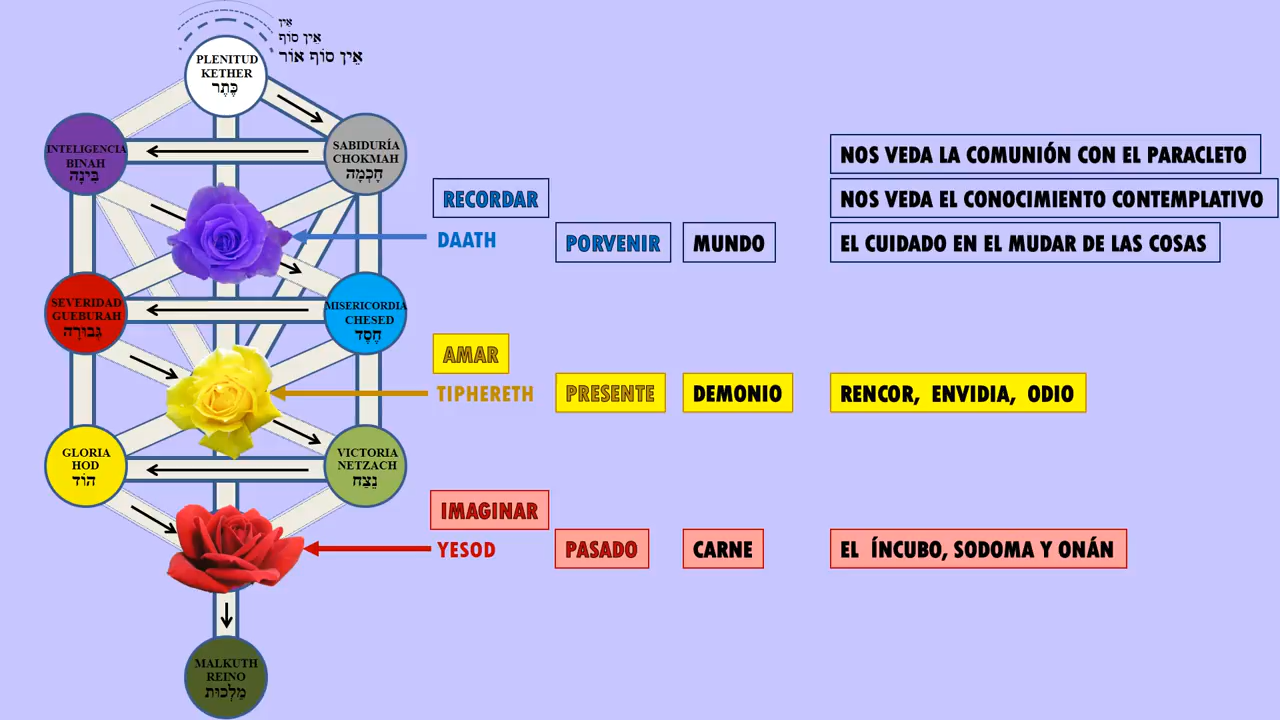 אֵין
אֵין סוֹף
אֵין סוֹף אוֹר
PLENITUD
KETHER
כֶּתֶר
INTELIGENCIA
BINAH
בִּינָה
SABIDURÍA
CHOKMAH
חָכְמָה
NOS VEDA LA COMUNIÓN CON EL PARACLETO
RECORDAR
NOS VEDA EL CONOCIMIENTO CONTEMPLATIVO
DAATH
PORVENIR
MUNDO
EL CUIDADO EN EL MUDAR DE LAS COSAS
SEVERIDAD
GUEBURAH
גְּבוּרָה
MISERICORDIA
CHESED
חֶסֶד
AMAR
TIPHERETH
PRESENTE
DEMONIO
RENCOR, ENVIDIA, ODIO
GLORIA
HOD
הוֹד
VICTORIA
NETZACH
נֵצַח
IMAGINAR
YESOD
PASADO
CARNE
EL ÍNCUBO, SODOMA Y ONÁN
MALKUTH
REINO
מַלְכוּת